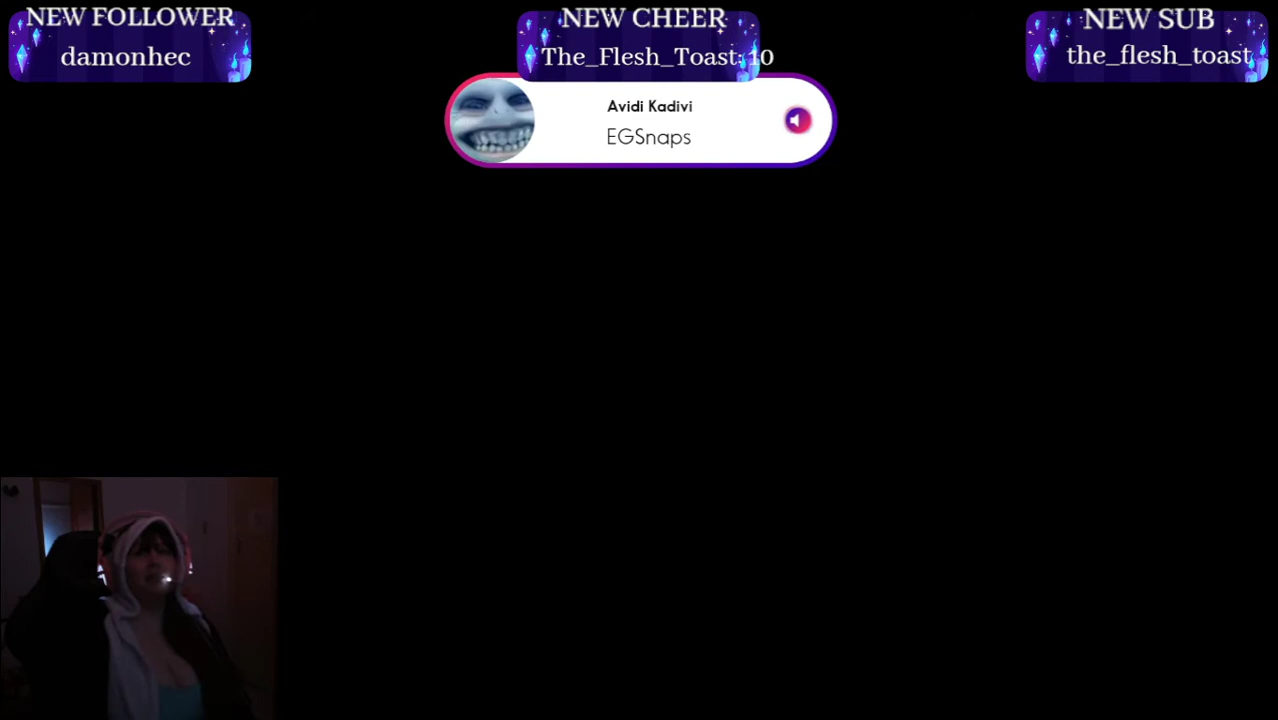 NEW FOLLOWER
damonhec
NEW CHEER
The_Flesh_Toast: 10
NEW SUB
the_flesh_toast
Avidi Kadivi
EGSnaps